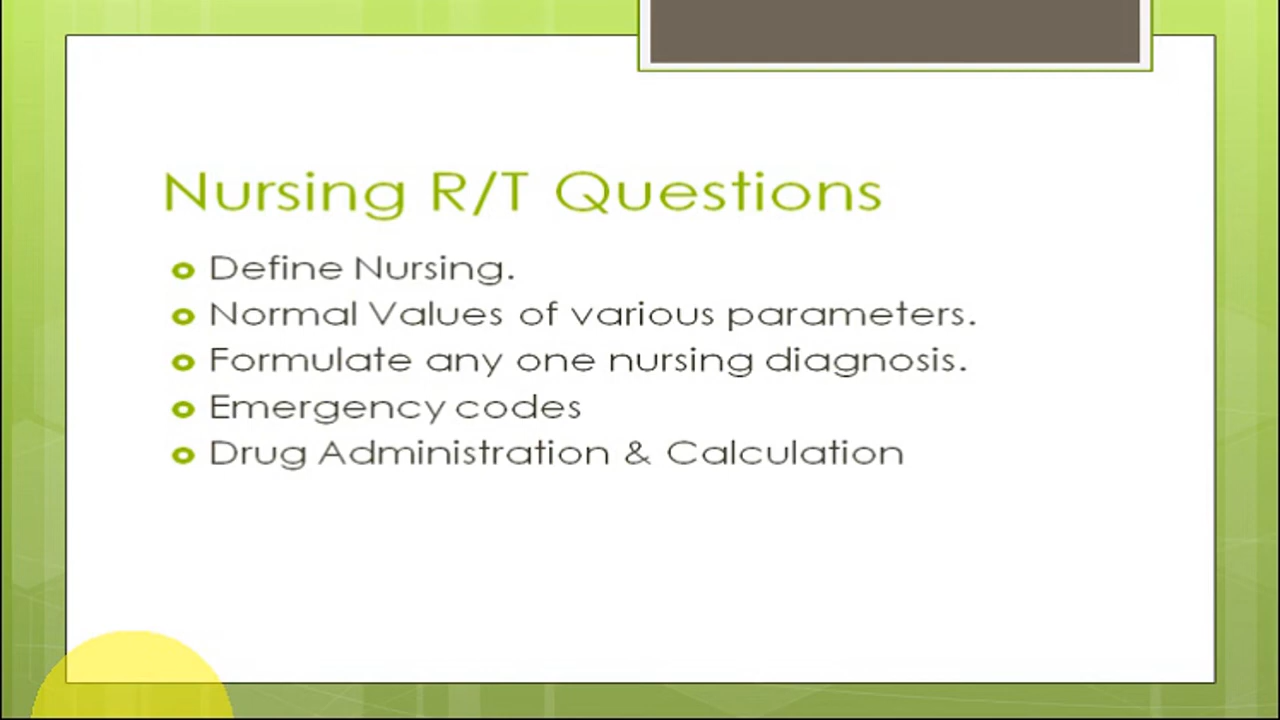 Nursing R/T Questions
Define Nursing.
Normal Values of various parameters.
Formulate any one nursing diagnosis.
Emergency codes
Drug Administration & Calculation